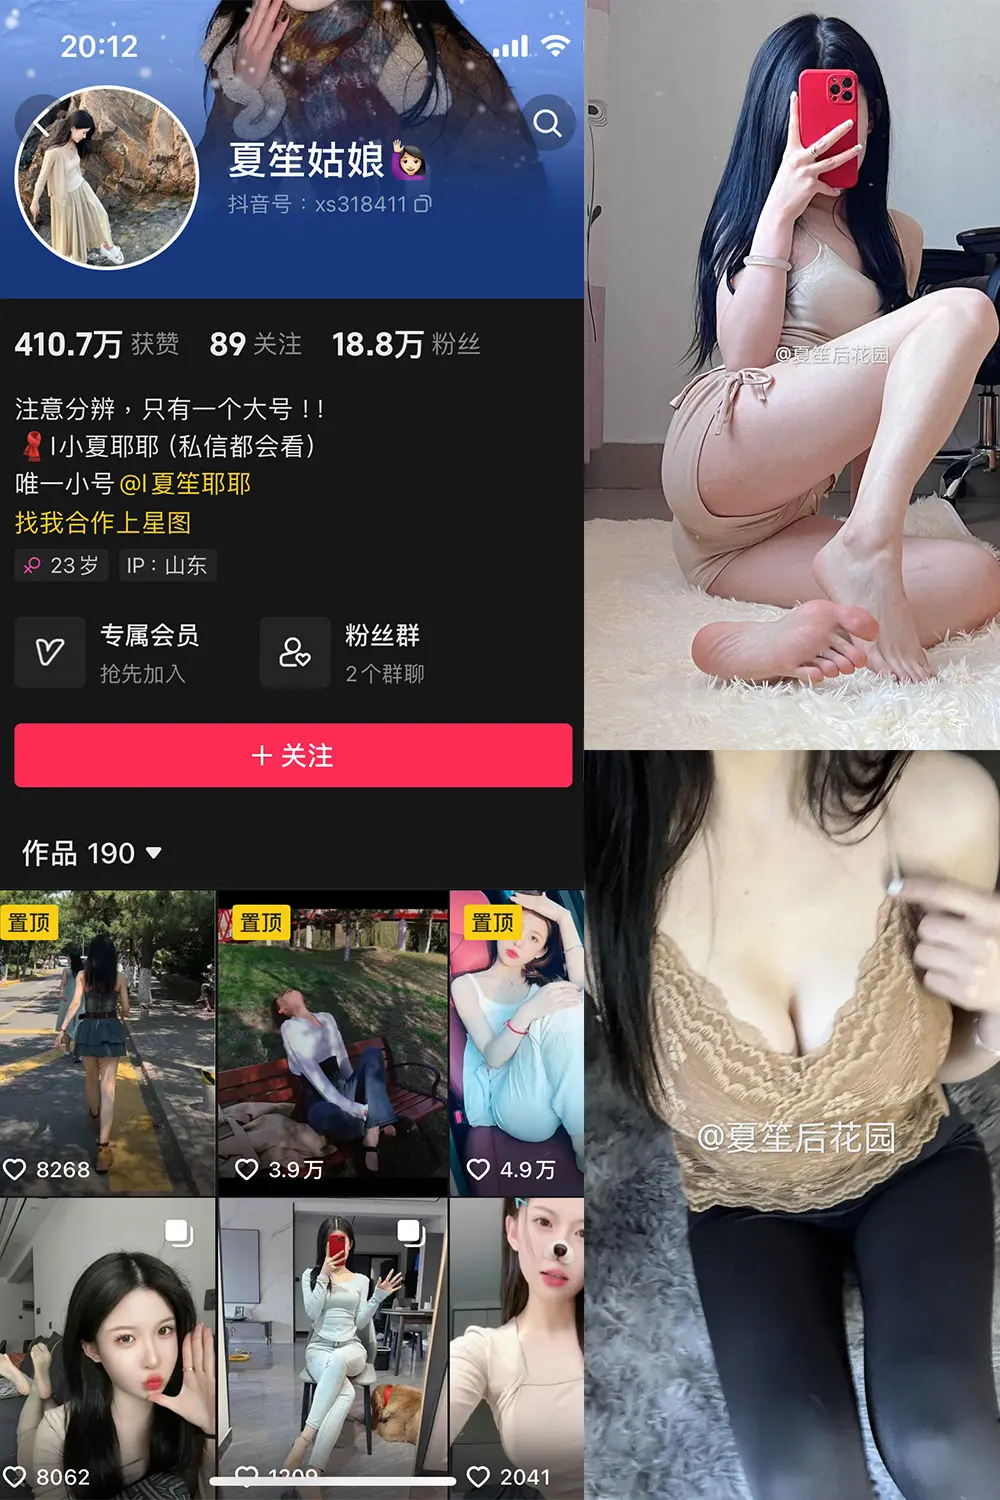 20:12
夏笙姑娘🙋🏻‍♀️
抖音号：xs318411
410.7万 获赞 89 关注 18.8万 粉丝
注意分辨，只有一个大号！！
🧣l小夏耶耶（私信都会看）
唯一小号 @l夏笙耶耶
找我合作上星图
23岁 IP：山东
专属会员 粉丝群
抢先加入 2个群聊
＋关注
作品 190
置顶 置顶 置顶
8268 3.9万 4.9万
8062 1209 2041
@夏笙后花园
@夏笙后花园